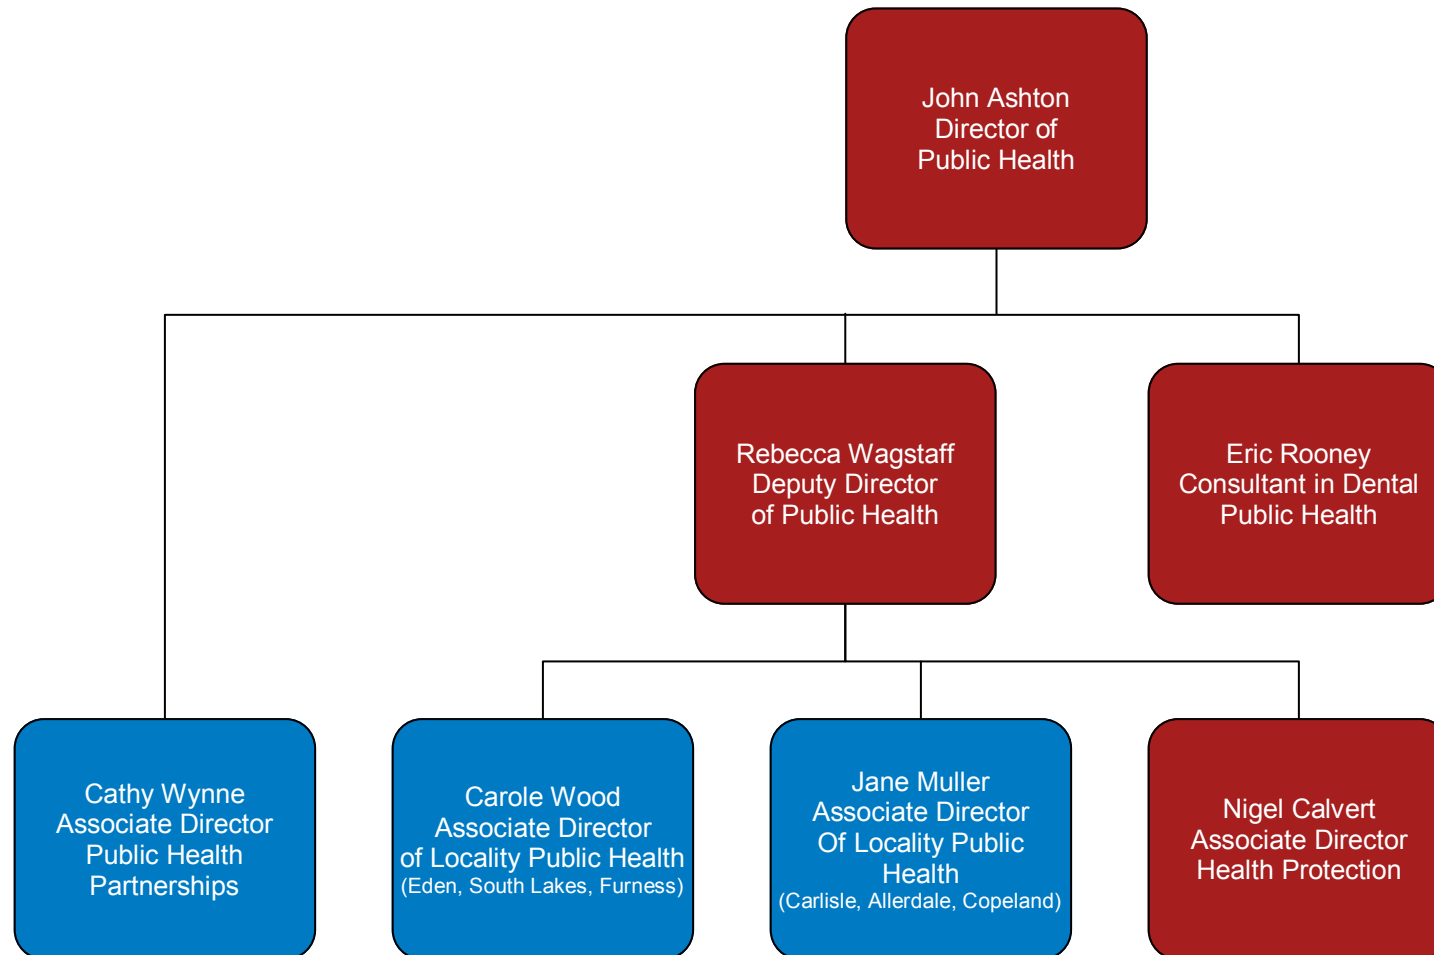 John Ashton
Director of
Public Health
Rebecca Wagstaff
Deputy Director
of Public Health
Eric Rooney
Consultant in Dental
Public Health
Cathy Wynne
Associate Director
Public Health
Partnerships
Carole Wood
Associate Director
of Locality Public Health
(Eden, South Lakes, Furness)
Jane Muller
Associate Director
Of Locality Public
Health
(Carlisle, Allerdale, Copeland)
Nigel Calvert
Associate Director
Health Protection